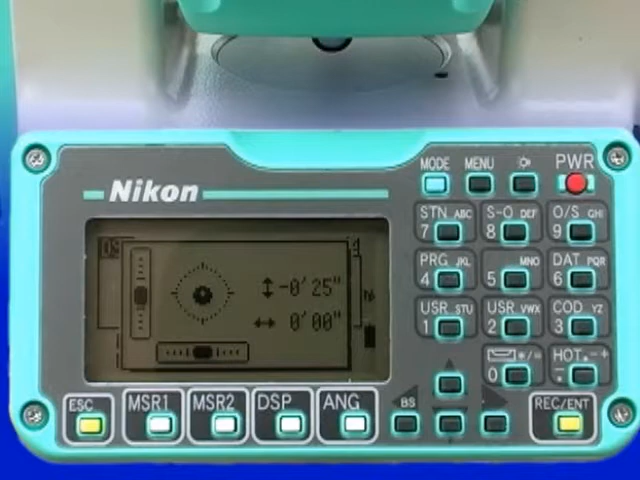 MODE MENU PWR
Nikon
STN ABC S-O DEF O/S GHI
7 8 9
PRG JKL MNO DAT PQR
4 5 6
-0'25"
USR STU USR VWX COD YZ
0'00"
1 2 3
*/= HOT .-+
0 -.
ESC MSR1 MSR2 DSP ANG BS REC/ENT